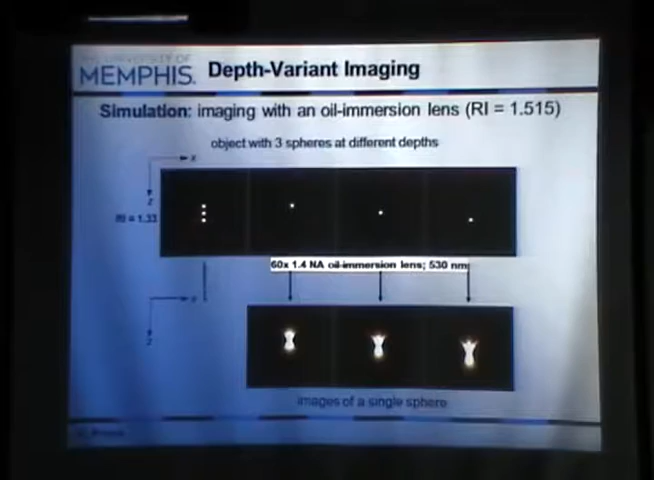 THE UNIVERSITY OF
MEMPHIS. Depth-Variant Imaging
Simulation: imaging with an oil-immersion lens (RI = 1.515)
object with 3 spheres at different depths
x
z
RI = 1.33
60x 1.4 NA oil-immersion lens; 530 nm
x
z
images of a single sphere